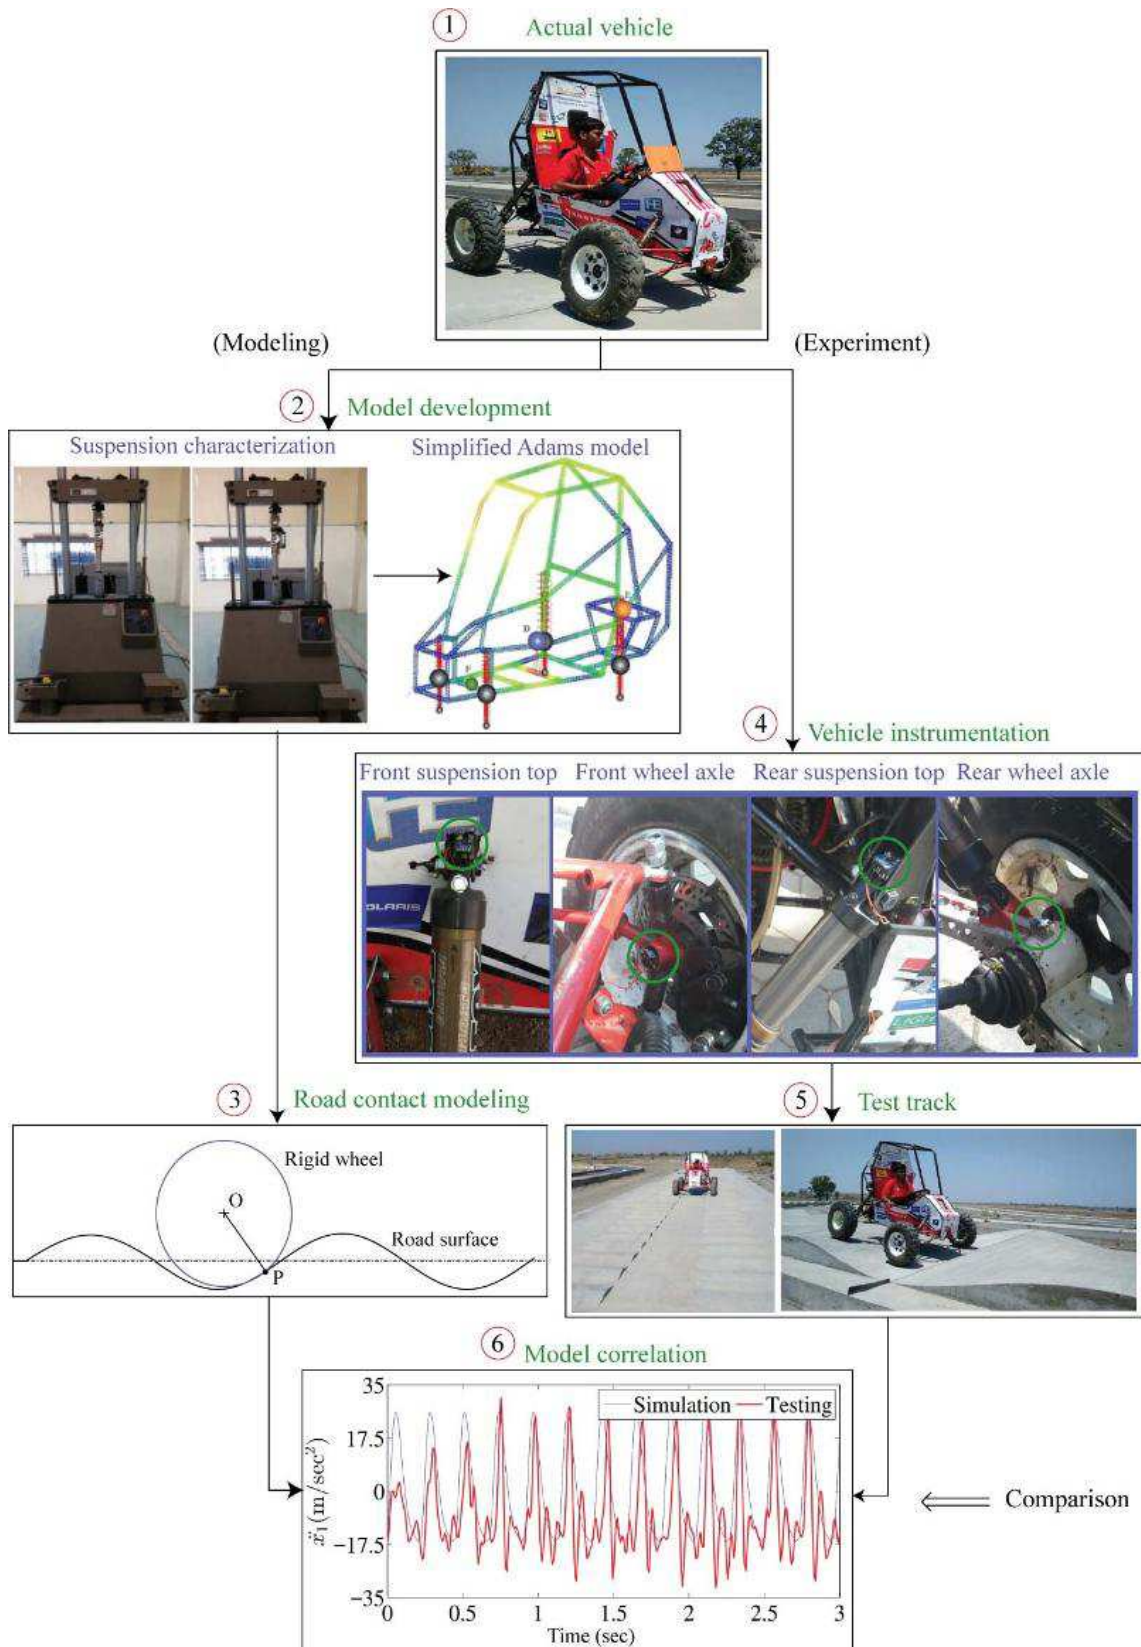 1 Actual vehicle
(Modeling) (Experiment)
2 Model development
Suspension characterization Simplified Adams model
D
F
4 Vehicle instrumentation
Front suspension top Front wheel axle Rear suspension top Rear wheel axle
POLARIS
3 Road contact modeling
5 Test track
Rigid wheel
O
Road surface
P
6 Model correlation
35
Simulation Testing
17.5
0
−17.5
−35
ẍ₁(m/sec²)
0 0.5 1 1.5 2 2.5 3
Time (sec)
Comparison